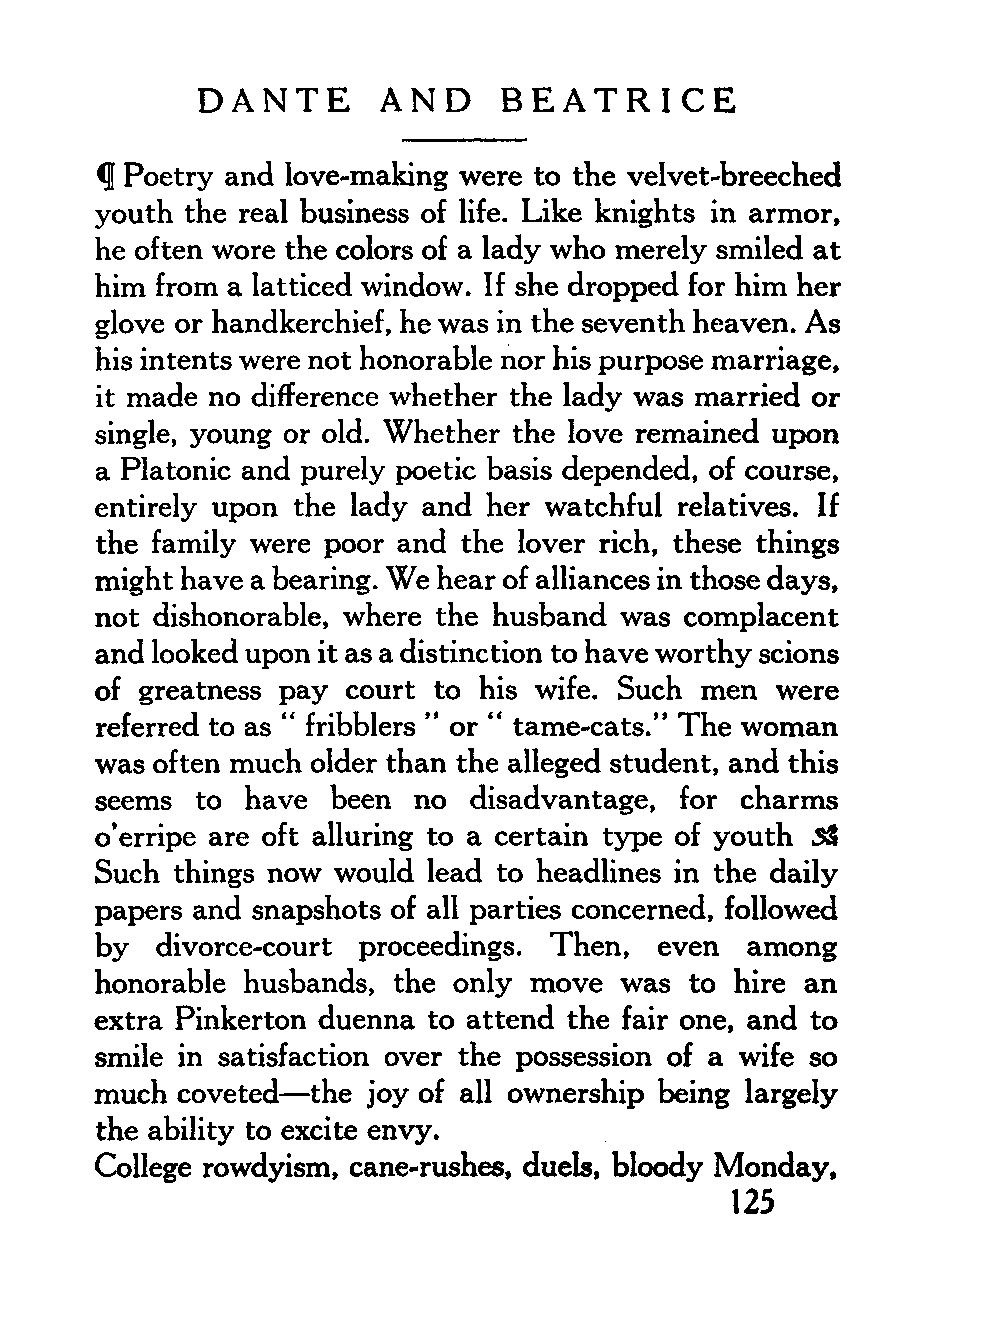 DANTE AND BEATRICE
¶ Poetry and love-making were to the velvet-breeched
youth the real business of life. Like knights in armor,
he often wore the colors of a lady who merely smiled at
him from a latticed window. If she dropped for him her
glove or handkerchief, he was in the seventh heaven. As
his intents were not honorable nor his purpose marriage,
it made no difference whether the lady was married or
single, young or old. Whether the love remained upon
a Platonic and purely poetic basis depended, of course,
entirely upon the lady and her watchful relatives. If
the family were poor and the lover rich, these things
might have a bearing. We hear of alliances in those days,
not dishonorable, where the husband was complacent
and looked upon it as a distinction to have worthy scions
of greatness pay court to his wife. Such men were
referred to as “ fribblers ” or “ tame-cats.” The woman
was often much older than the alleged student, and this
seems to have been no disadvantage, for charms
o'erripe are oft alluring to a certain type of youth
Such things now would lead to headlines in the daily
papers and snapshots of all parties concerned, followed
by divorce-court proceedings. Then, even among
honorable husbands, the only move was to hire an
extra Pinkerton duenna to attend the fair one, and to
smile in satisfaction over the possession of a wife so
much coveted—the joy of all ownership being largely
the ability to excite envy.
College rowdyism, cane-rushes, duels, bloody Monday,
125